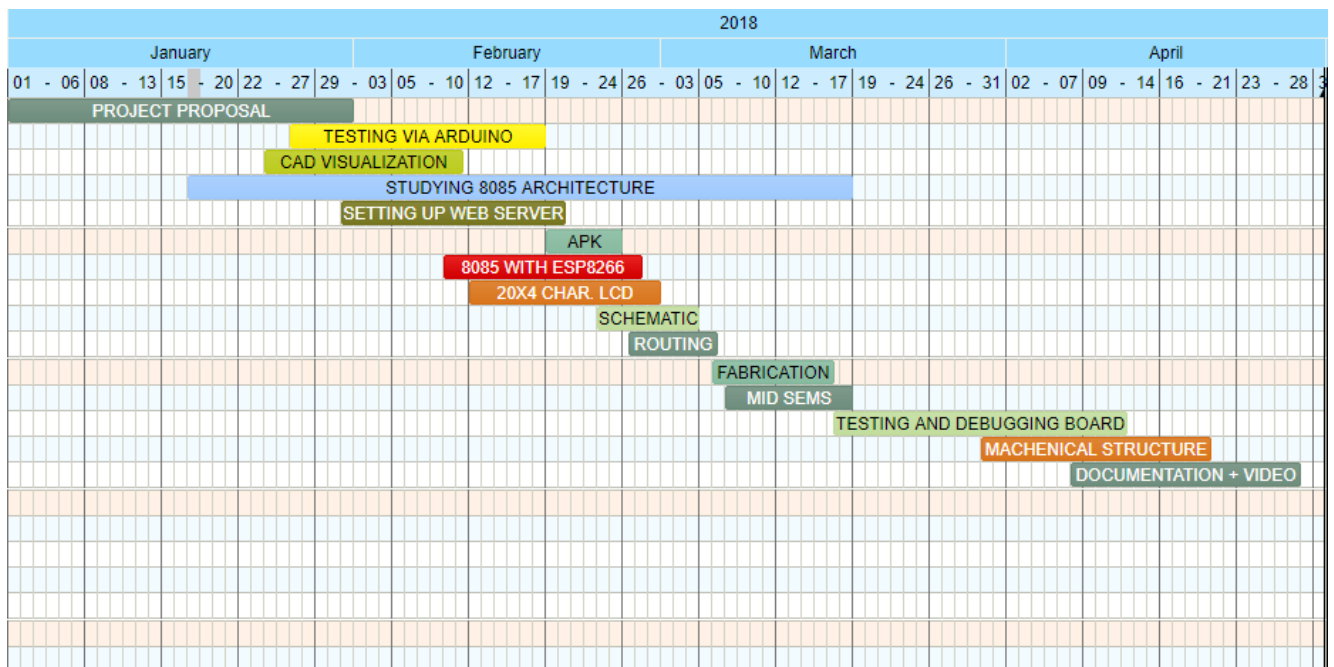 2018
January February March April
01 - 06 08 - 13 15 - 20 22 - 27 29 - 03 05 - 10 12 - 17 19 - 24 26 - 03 05 - 10 12 - 17 19 - 24 26 - 31 02 - 07 09 - 14 16 - 21 23 - 28
PROJECT PROPOSAL
TESTING VIA ARDUINO
CAD VISUALIZATION
STUDYING 8085 ARCHITECTURE
SETTING UP WEB SERVER
APK
8085 WITH ESP8266
20X4 CHAR. LCD
SCHEMATIC
ROUTING
FABRICATION
MID SEMS
TESTING AND DEBUGGING BOARD
MACHENICAL STRUCTURE
DOCUMENTATION + VIDEO